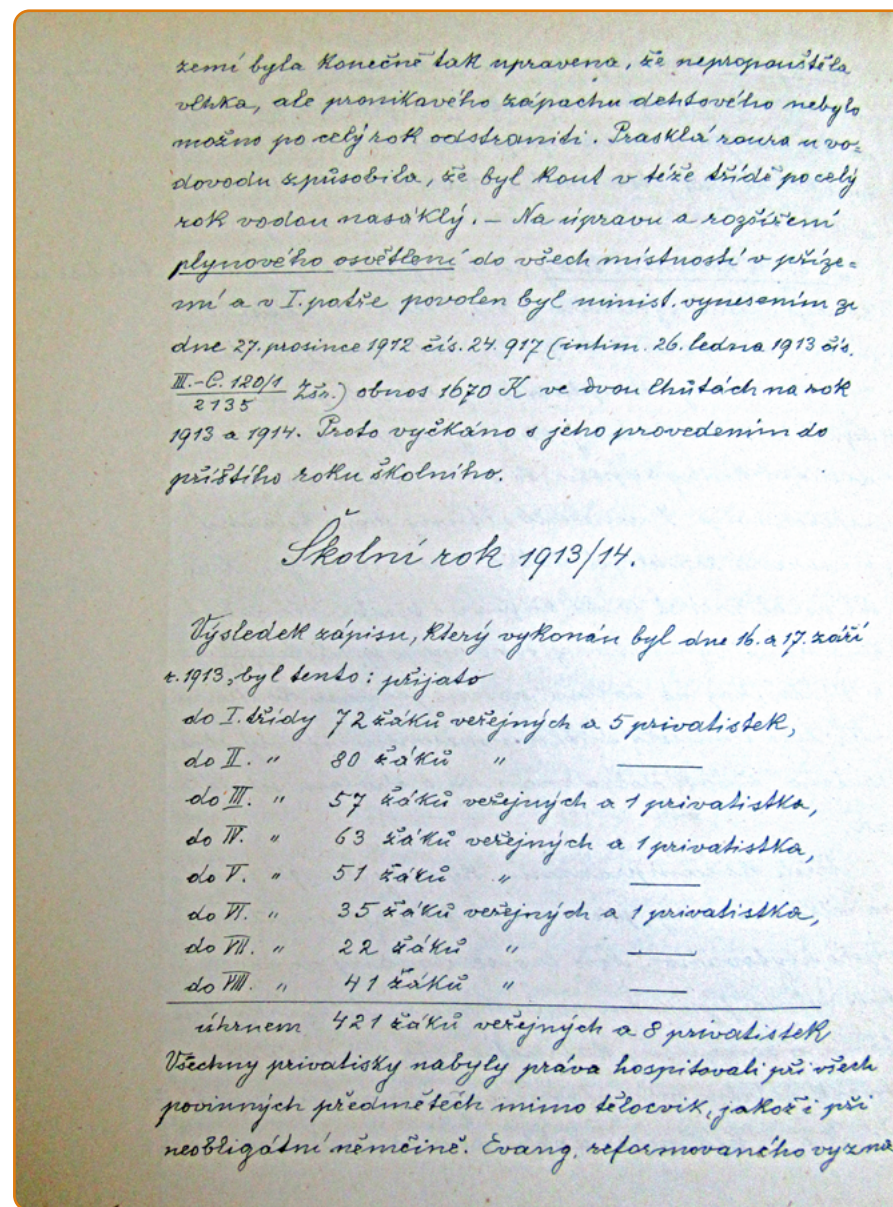 zemí byla konečně tak upravena, že nepropouštěla
vlhka, ale pronikavého zápachu dehtového nebylo
možno po celý rok odstraniti. Prasklá roura u vo-
dovodu způsobila, že byl kout v téže třídě po celý
rok vodou nasáklý. – Na úpravu a rozšíření
plynového osvětlení do všech místností v příze-
mí a v I. patře povolen byl minist. vynesením ze
dne 27. prosince 1912 čís. 24.917 (intim. 26. ledna 1913 čís.
III.-C. 120/1
2135 Zšr.) obnos 1670 K ve dvou lhůtách na rok
1913 a 1914. Proto vyčkáno s jeho provedením do
příštího roku školního.
Školní rok 1913/14.
Výsledek zápisu, který vykonán byl dne 16. a 17. září
r. 1913, byl tento: přijato
do I. třídy 72 žáků veřejných a 5 privatistek,
do II. " 80 žáků " ——
do III. " 57 žáků veřejných a 1 privatistka,
do IV. " 63 žáků veřejných a 1 privatistka,
do V. " 51 žáků " ——
do VI. " 35 žáků veřejných a 1 privatistka,
do VII. " 22 žáků " ——
do VIII. " 41 žáků " ——
úhrnem 421 žáků veřejných a 8 privatistek
Všechny privatisky nabyly práva hospitovali při všech
povinných předmětech mimo tělocvik, jakož i při
neobligátní němčině. Evang. reformovaného vyzna